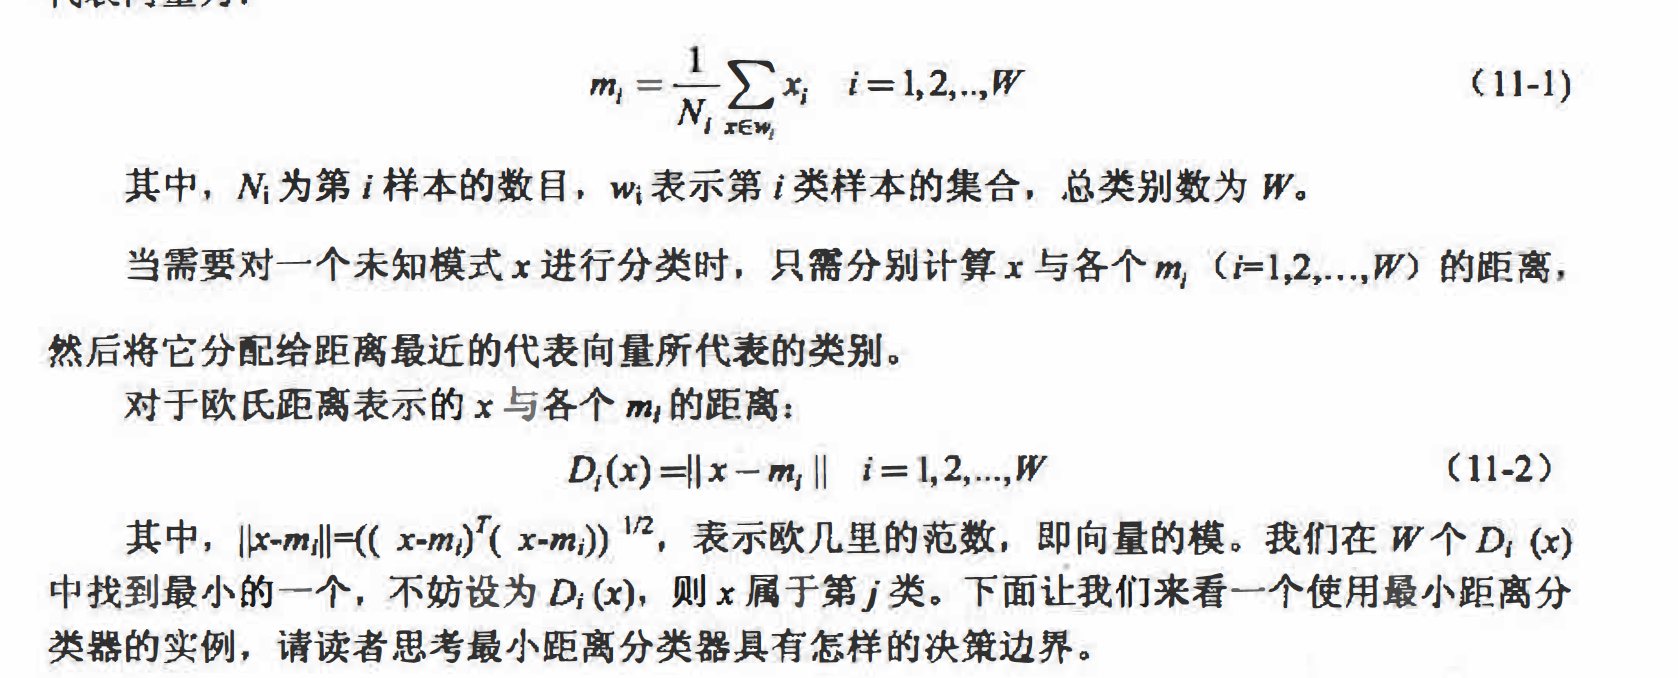 代表向量为:
m_i = \frac{1}{N_i} \sum_{x \in w_i} x_i  i = 1,2,..,W （11-1）
其中，N_i 为第 i 样本的数目，w_i 表示第 i 类样本的集合，总类别数为 W。
当需要对一个未知模式 x 进行分类时，只需分别计算 x 与各个 m_i（i=1,2,…,W）的距离，
然后将它分配给距离最近的代表向量所代表的类别。
对于欧氏距离表示的 x 与各个 m_i 的距离：
D_i(x) =|| x − m_i ||  i = 1,2,...,W （11-2）
其中，||x-m_i||=(( x-m_i)^T( x-m_i))^{1/2}，表示欧几里的范数，即向量的模。我们在 W 个 D_i (x)
中找到最小的一个，不妨设为 D_i (x)，则 x 属于第 j 类。下面让我们来看一个使用最小距离分
类器的实例，请读者思考最小距离分类器具有怎样的决策边界。